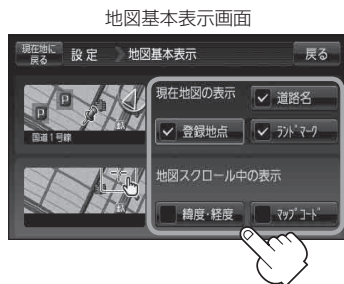 地図基本表示画面
現在地に
戻る
設定
地図基本表示
戻る
現在地図の表示
✓ 道路名
P
P
国道1号線
✓ 登録地点
✓ ﾗﾝﾄﾞﾏｰｸ
地図スクロール中の表示
緯度・経度
ﾏｯﾌﾟｺｰﾄﾞ